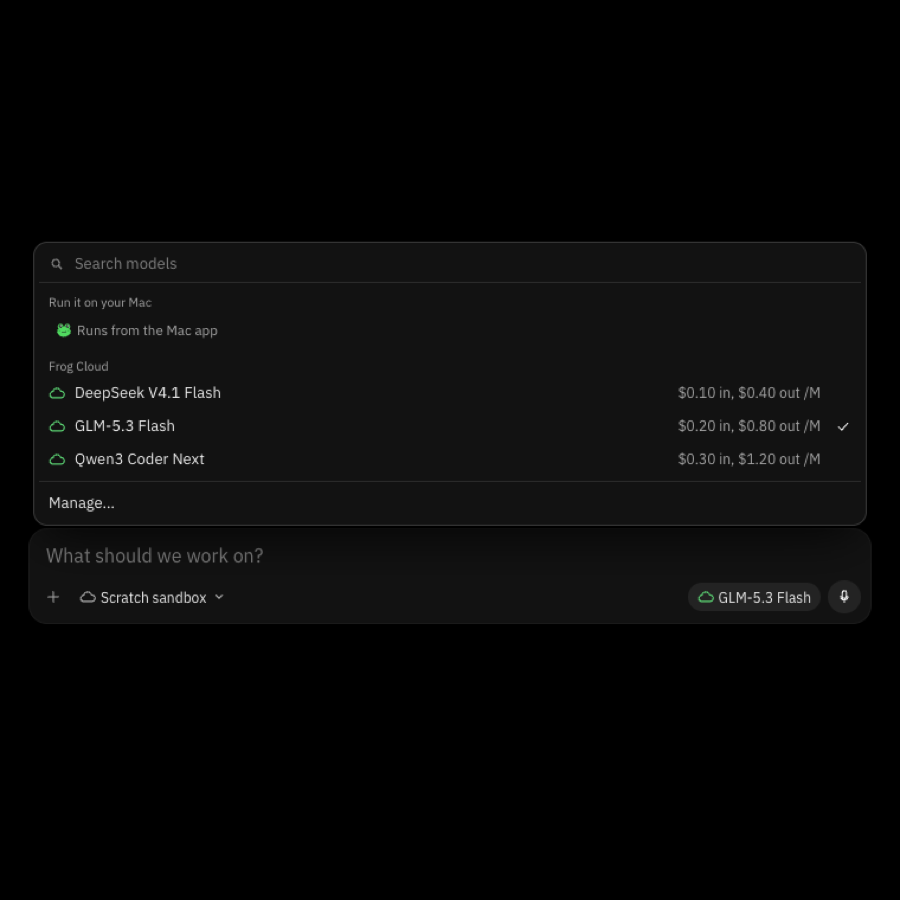 Search models
Run it on your Mac
Runs from the Mac app
Frog Cloud
DeepSeek V4.1 Flash $0.10 in, $0.40 out /M
GLM-5.3 Flash $0.20 in, $0.80 out /M
Qwen3 Coder Next $0.30 in, $1.20 out /M
Manage...
What should we work on?
Scratch sandbox GLM-5.3 Flash